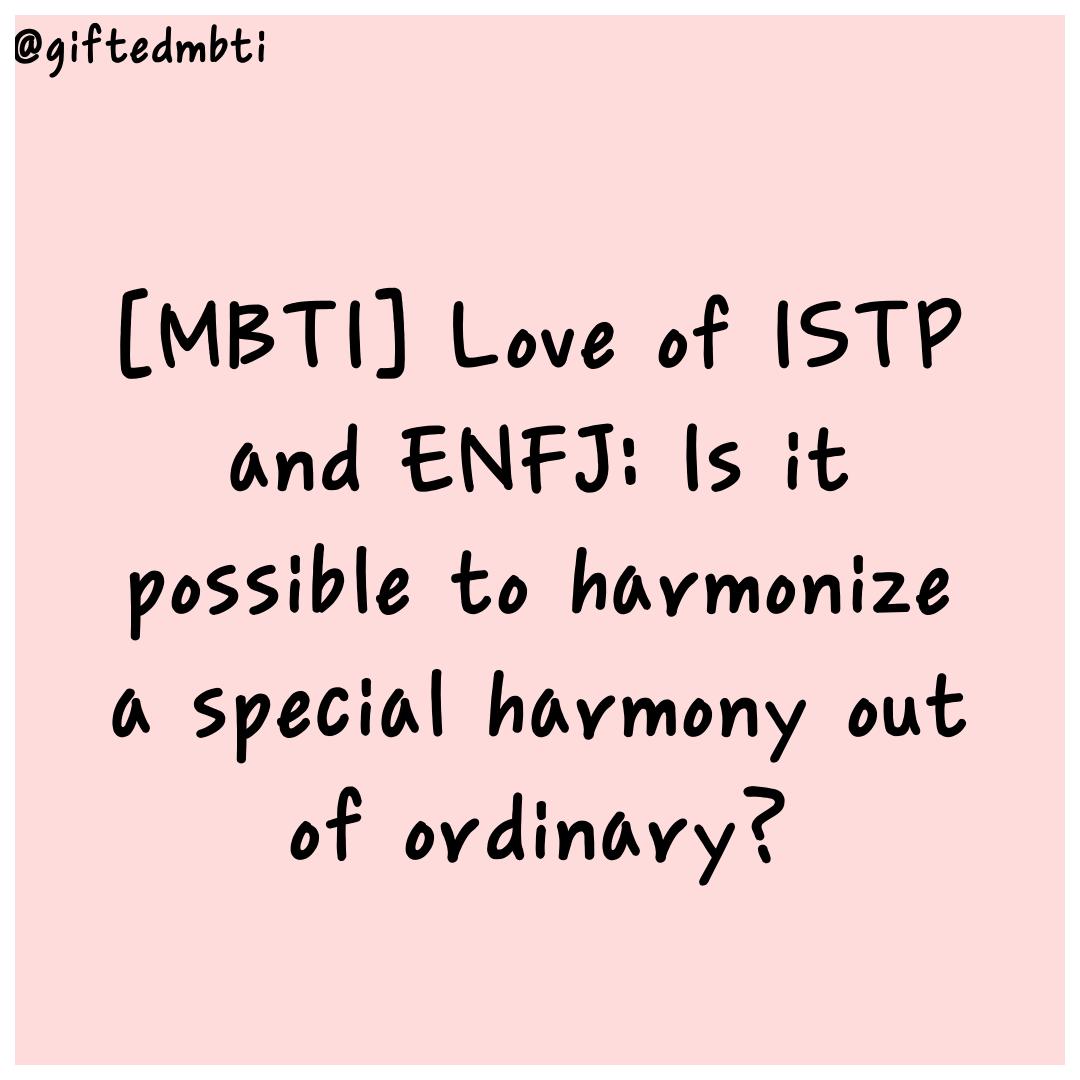 @giftedmbti
[MBTI] Love of ISTP
and ENFJ: Is it
possible to harmonize
a special harmony out
of ordinary?